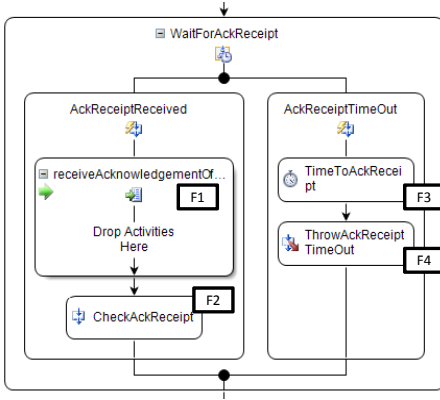 WaitForAckReceipt
AckReceiptReceived
receiveAcknowledgementOf...
F1
Drop Activities
Here
F2
CheckAckReceipt
AckReceiptTimeOut
TimeToAckRecei
pt
F3
ThrowAckReceipt
TimeOut
F4